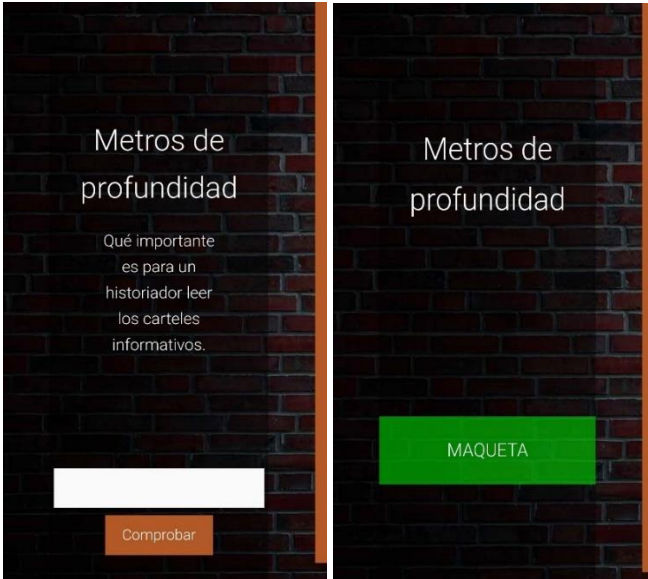 Metros de
profundidad
Qué importante
es para un
historiador leer
los carteles
informativos.
Comprobar
Metros de
profundidad
MAQUETA